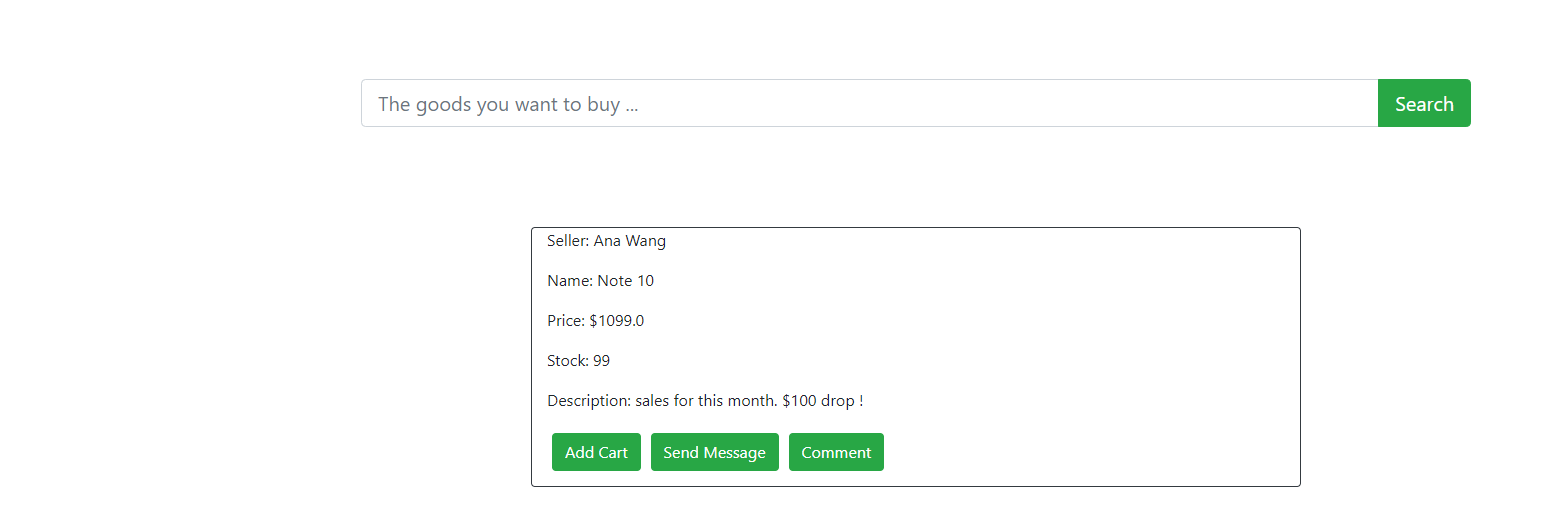 The goods you want to buy ...
Search
Seller: Ana Wang
Name: Note 10
Price: $1099.0
Stock: 99
Description: sales for this month. $100 drop !
Add Cart Send Message Comment